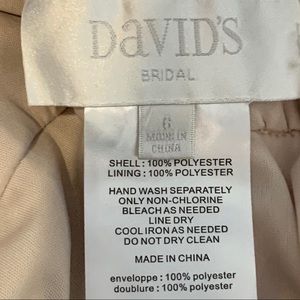 DaVID'S
BRIDAL
6
MADE IN
CHINA
SHELL : 100% POLYESTER
LINING : 100% POLYESTER
HAND WASH SEPARATELY
ONLY NON-CHLORINE
BLEACH AS NEEDED
LINE DRY
COOL IRON AS NEEDED
DO NOT DRY CLEAN
MADE IN CHINA
enveloppe : 100% polyester
doublure : 100% polyester